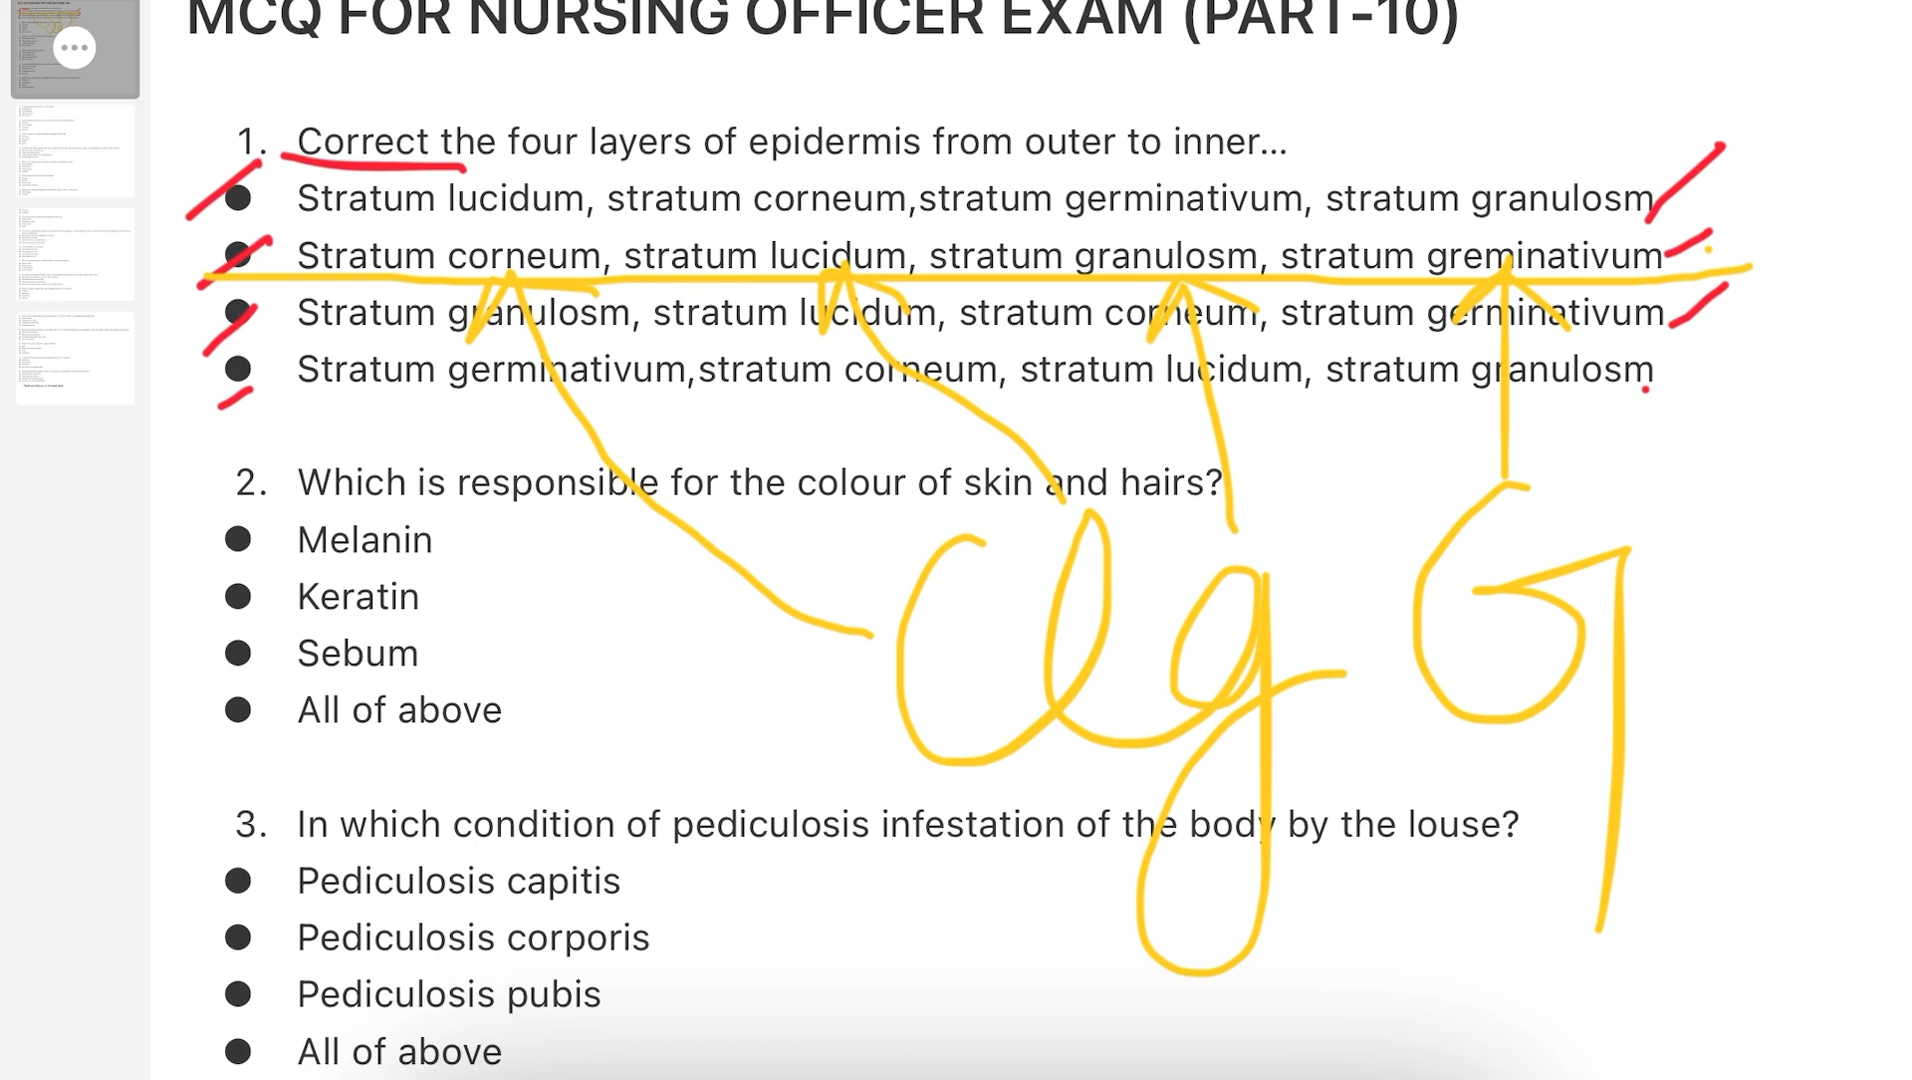 MCQ FOR NURSING OFFICER EXAM (PART-10)
1. Correct the four layers of epidermis from outer to inner...
● Stratum lucidum, stratum corneum,stratum germinativum, stratum granulosm
● Stratum corneum, stratum lucidum, stratum granulosm, stratum greminativum
● Stratum granulosm, stratum lucidum, stratum corneum, stratum germinativum
● Stratum germinativum,stratum corneum, stratum lucidum, stratum granulosm
2. Which is responsible for the colour of skin and hairs?
● Melanin
● Keratin
● Sebum
● All of above
Clg G
3. In which condition of pediculosis infestation of the body by the louse?
● Pediculosis capitis
● Pediculosis corporis
● Pediculosis pubis
● All of above